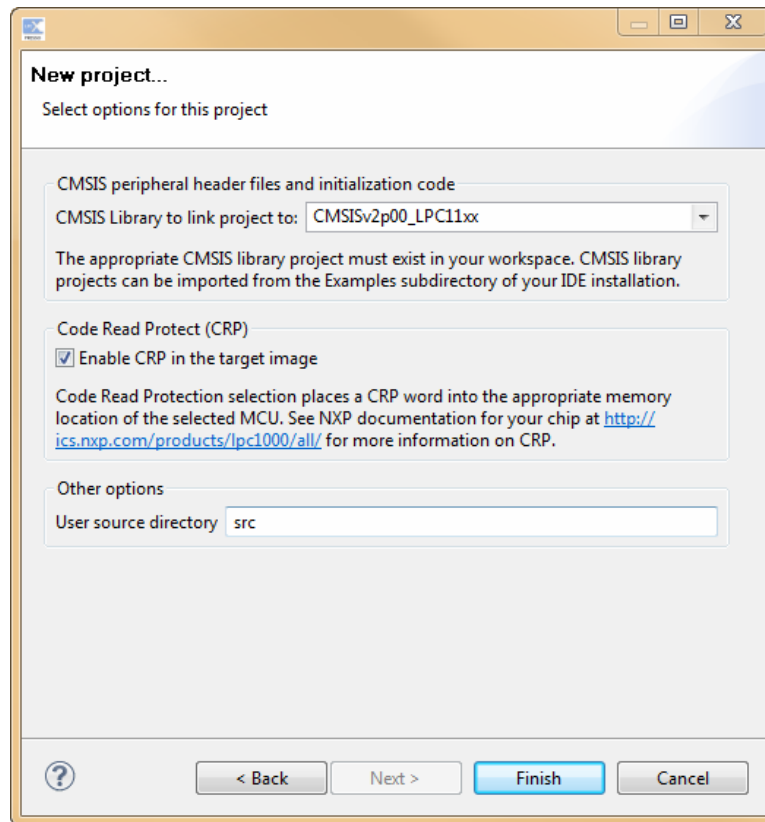 New project...
Select options for this project
CMSIS peripheral header files and initialization code
CMSIS Library to link project to: CMSISv2p00_LPC11xx
The appropriate CMSIS library project must exist in your workspace. CMSIS library
projects can be imported from the Examples subdirectory of your IDE installation.
Code Read Protect (CRP)
Enable CRP in the target image
Code Read Protection selection places a CRP word into the appropriate memory
location of the selected MCU. See NXP documentation for your chip at http://
ics.nxp.com/products/lpc1000/all/ for more information on CRP.
Other options
User source directory src
? < Back Next > Finish Cancel